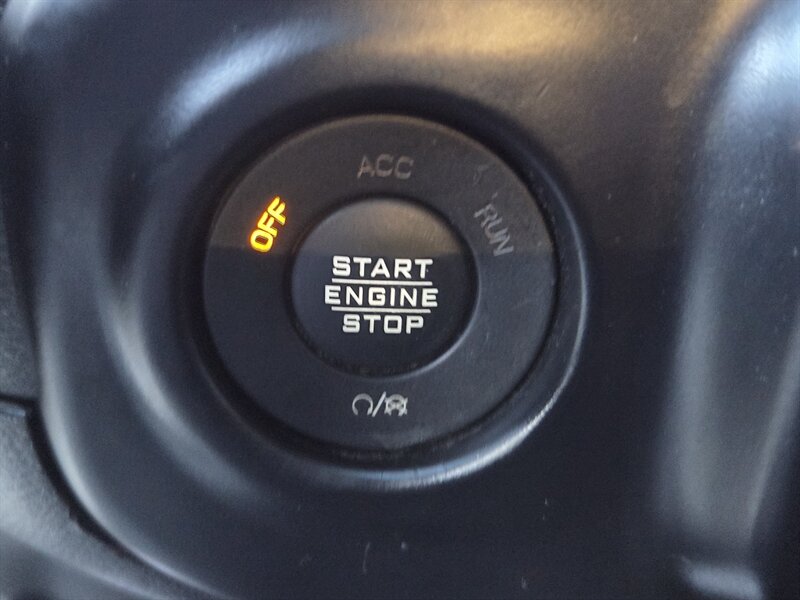 ACC
OFF
RUN
START
ENGINE
STOP